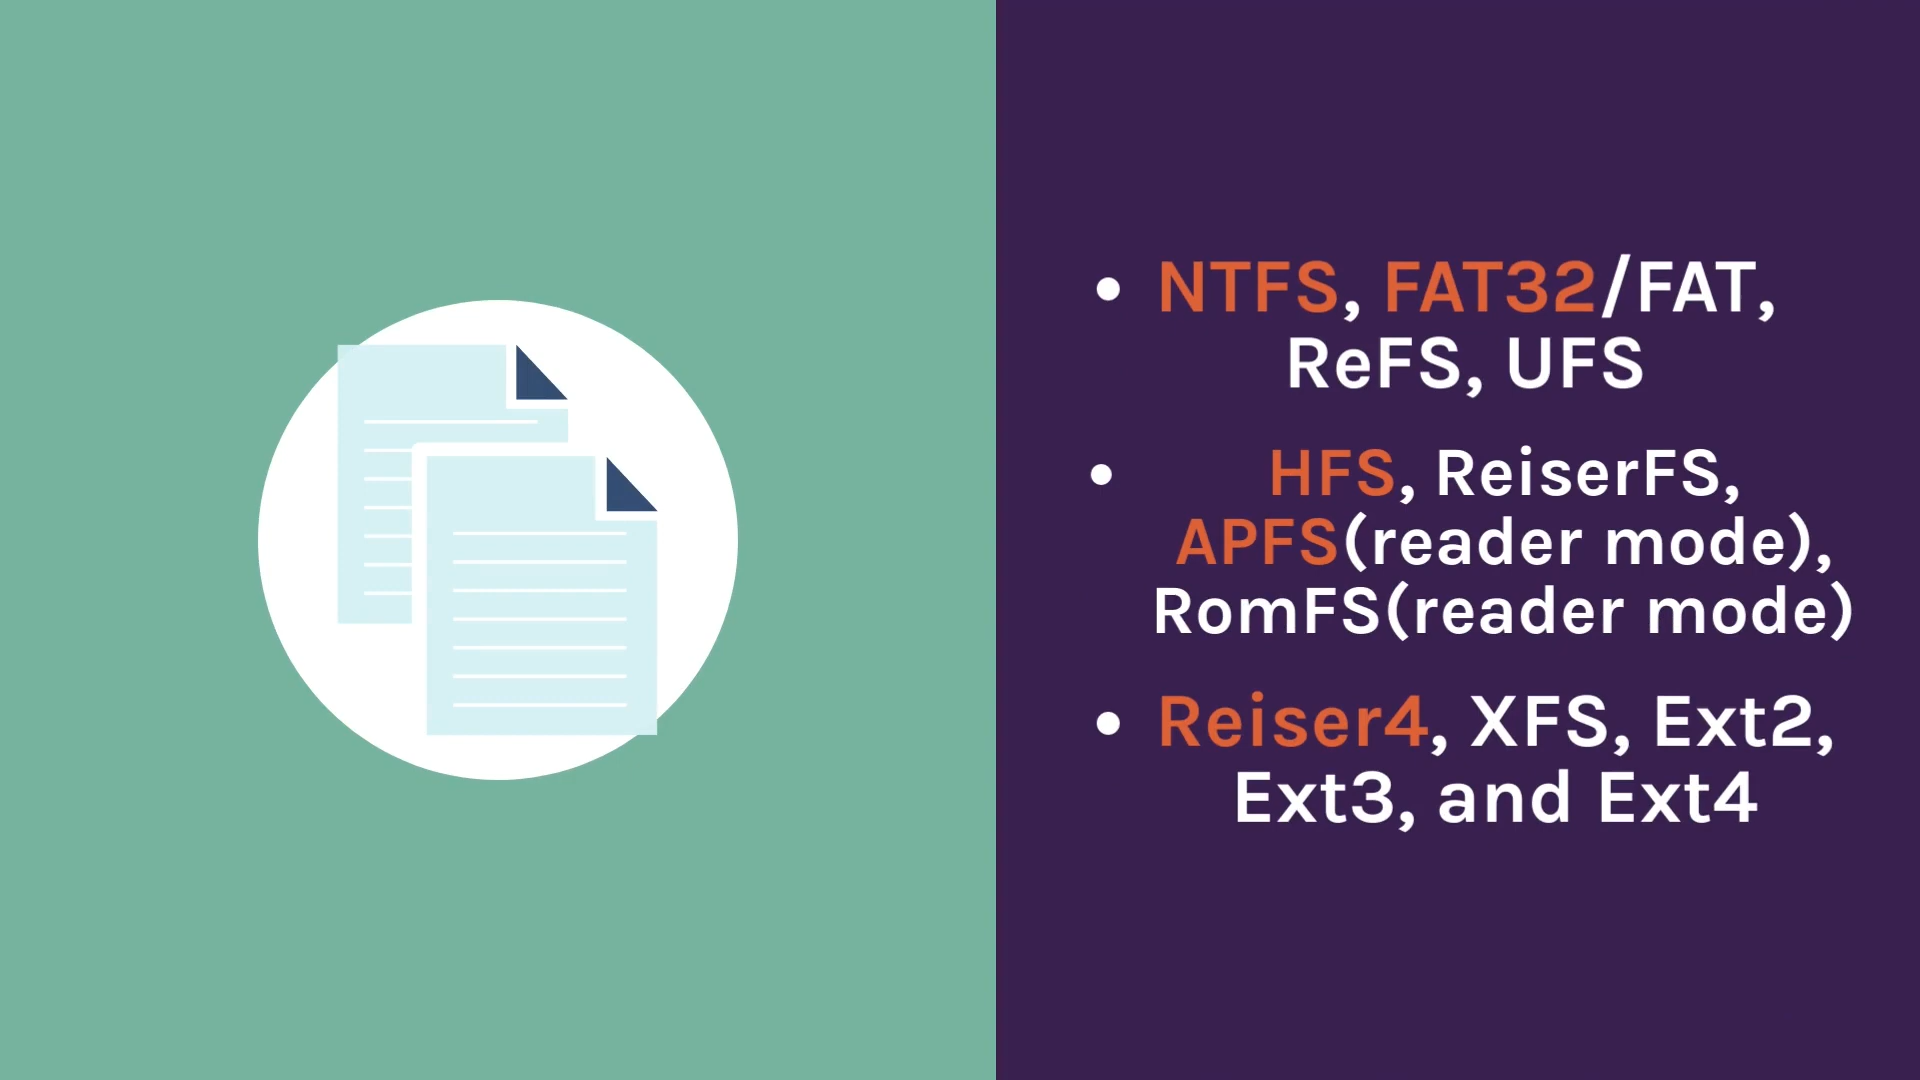 • NTFS, FAT32/FAT,
ReFS, UFS
• HFS, ReiserFS,
APFS(reader mode),
RomFS(reader mode)
• Reiser4, XFS, Ext2,
Ext3, and Ext4